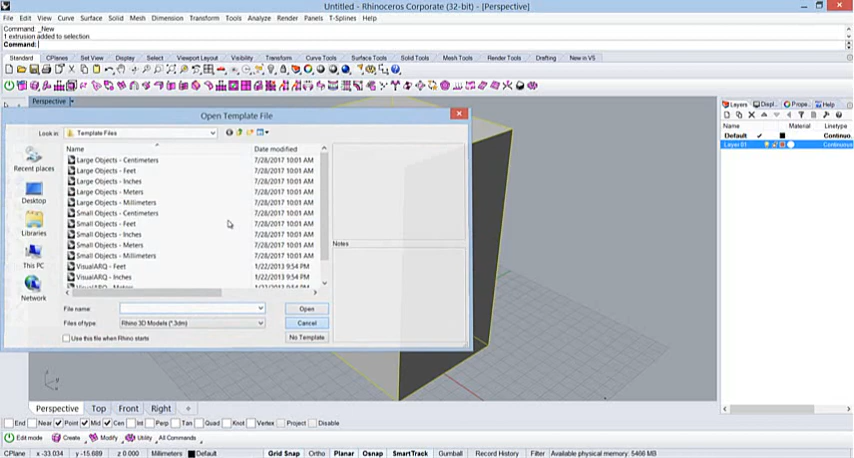 Untitled - Rhinoceros Corporate (32-bit) - [Perspective]
File Edit View Curve Surface Solid Mesh Dimension Transform Tools Analyze Render Panels T-Splines Help
Command: _New
1 extrusion added to selection
Command:
Standard CPlanes Set View Display Select Viewport Layout Visibility Transform Curve Tools Surface Tools Solid Tools Mesh Tools Render Tools Drafting New in V5
Perspective
Layers Displ... Prope... Help
Open Template File
Look in: Template Files
Name Date modified
Large Objects - Centimeters 7/28/2017 10:01 AM
Large Objects - Feet 7/28/2017 10:01 AM
Large Objects - Inches 7/28/2017 10:01 AM
Large Objects - Meters 7/28/2017 10:01 AM
Large Objects - Millimeters 7/28/2017 10:01 AM
Small Objects - Centimeters 7/28/2017 10:01 AM
Small Objects - Feet 7/28/2017 10:01 AM
Small Objects - Inches 7/28/2017 10:01 AM
Small Objects - Meters 7/28/2017 10:01 AM
Small Objects - Millimeters 7/28/2017 10:01 AM
VisualARQ - Feet 1/22/2013 9:54 PM
VisualARQ - Inches 1/22/2013 9:54 PM
Recent places
Desktop
Libraries
This PC
Network
Notes
File name: Open
Files of type: Rhino 3D Models (*.3dm) Cancel
Use this file when Rhino starts No Template
Name Material Linetype
Default Continuo...
Layer 01 Continuous
Perspective Top Front Right
End Near Point Mid Cen Int Perp Tan Quad Knot Vertex Project Disable
Edit mode Create Modify Utility All Commands
CPlane x -33.034 y -15.689 z 0.000 Millimeters Default Grid Snap Ortho Planar Osnap SmartTrack Gumball Record History Filter Available physical memory: 5466 MB